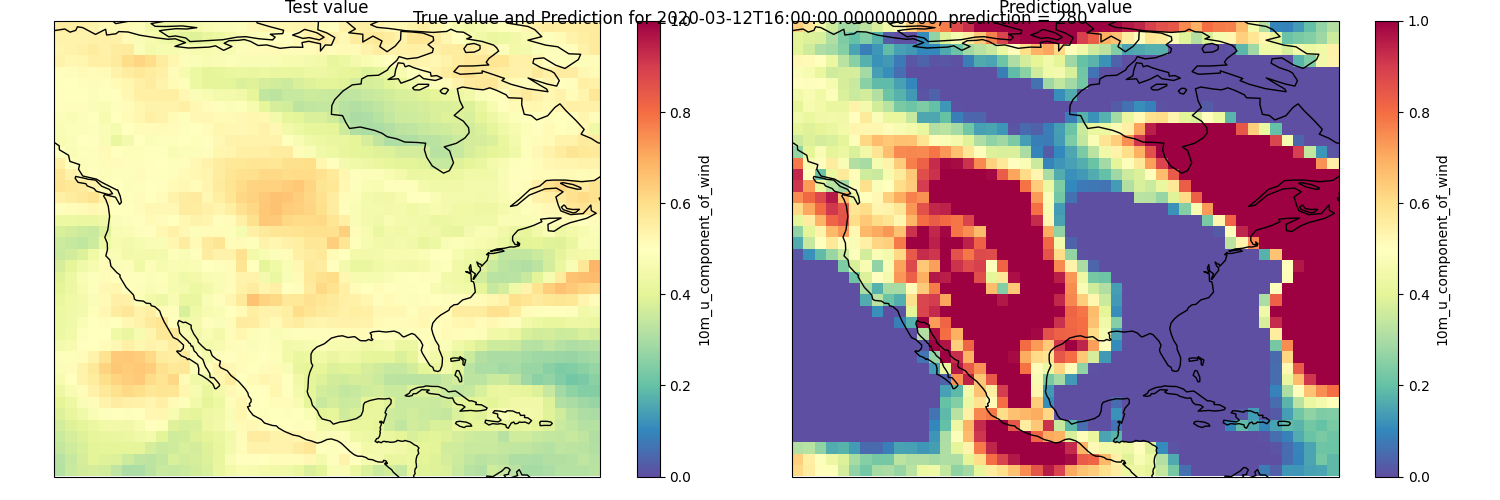 Test value
Prediction value
True value and Prediction for 2020-03-12T16:00:00.000000000, prediction = 280
1.0
0.8
0.6
0.4
0.2
0.0
10m_u_component_of_wind
1.0
0.8
0.6
0.4
0.2
0.0
10m_u_component_of_wind